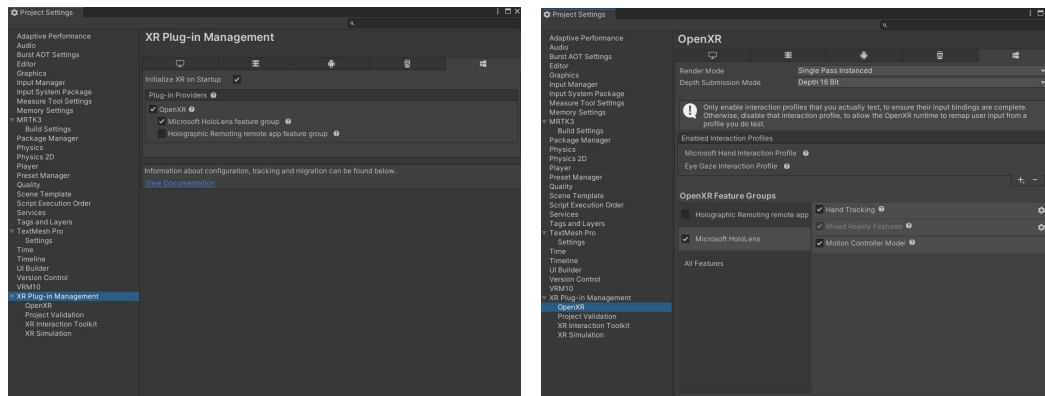 Project Settings
Adaptive Performance
Audio
Burst AOT Settings
Editor
Graphics
Input Manager
Input System Package
Measure Tool Settings
Memory Settings
MRTK3
Build Settings
Package Manager
Physics
Physics 2D
Player
Preset Manager
Quality
Scene Template
Script Execution Order
Services
Tags and Layers
TextMesh Pro
Settings
Time
Timeline
UI Builder
Version Control
VRM10
XR Plug-in Management
OpenXR
Project Validation
XR Interaction Toolkit
XR Simulation
XR Plug-in Management
Initialize XR on Startup
Plug-in Providers
OpenXR
Microsoft HoloLens feature group
Holographic Remoting remote app feature group
Information about configuration, tracking and migration can be found below.
View Documentation
Project Settings
Adaptive Performance
Audio
Burst AOT Settings
Editor
Graphics
Input Manager
Input System Package
Measure Tool Settings
Memory Settings
MRTK3
Build Settings
Package Manager
Physics
Physics 2D
Player
Preset Manager
Quality
Scene Template
Script Execution Order
Services
Tags and Layers
TextMesh Pro
Settings
Time
Timeline
UI Builder
Version Control
VRM10
XR Plug-in Management
OpenXR
Project Validation
XR Interaction Toolkit
XR Simulation
OpenXR
Render Mode Single Pass Instanced
Depth Submission Mode Depth 16 Bit
Only enable interaction profiles that you actually test, to ensure their input bindings are complete.
Otherwise, disable that interaction profile, to allow the OpenXR runtime to remap user input from a
profile you do test.
Enabled Interaction Profiles
Microsoft Hand Interaction Profile
Eye Gaze Interaction Profile
OpenXR Feature Groups
Holographic Remoting remote app
Microsoft HoloLens
All Features
Hand Tracking
Mixed Reality Features
Motion Controller Model